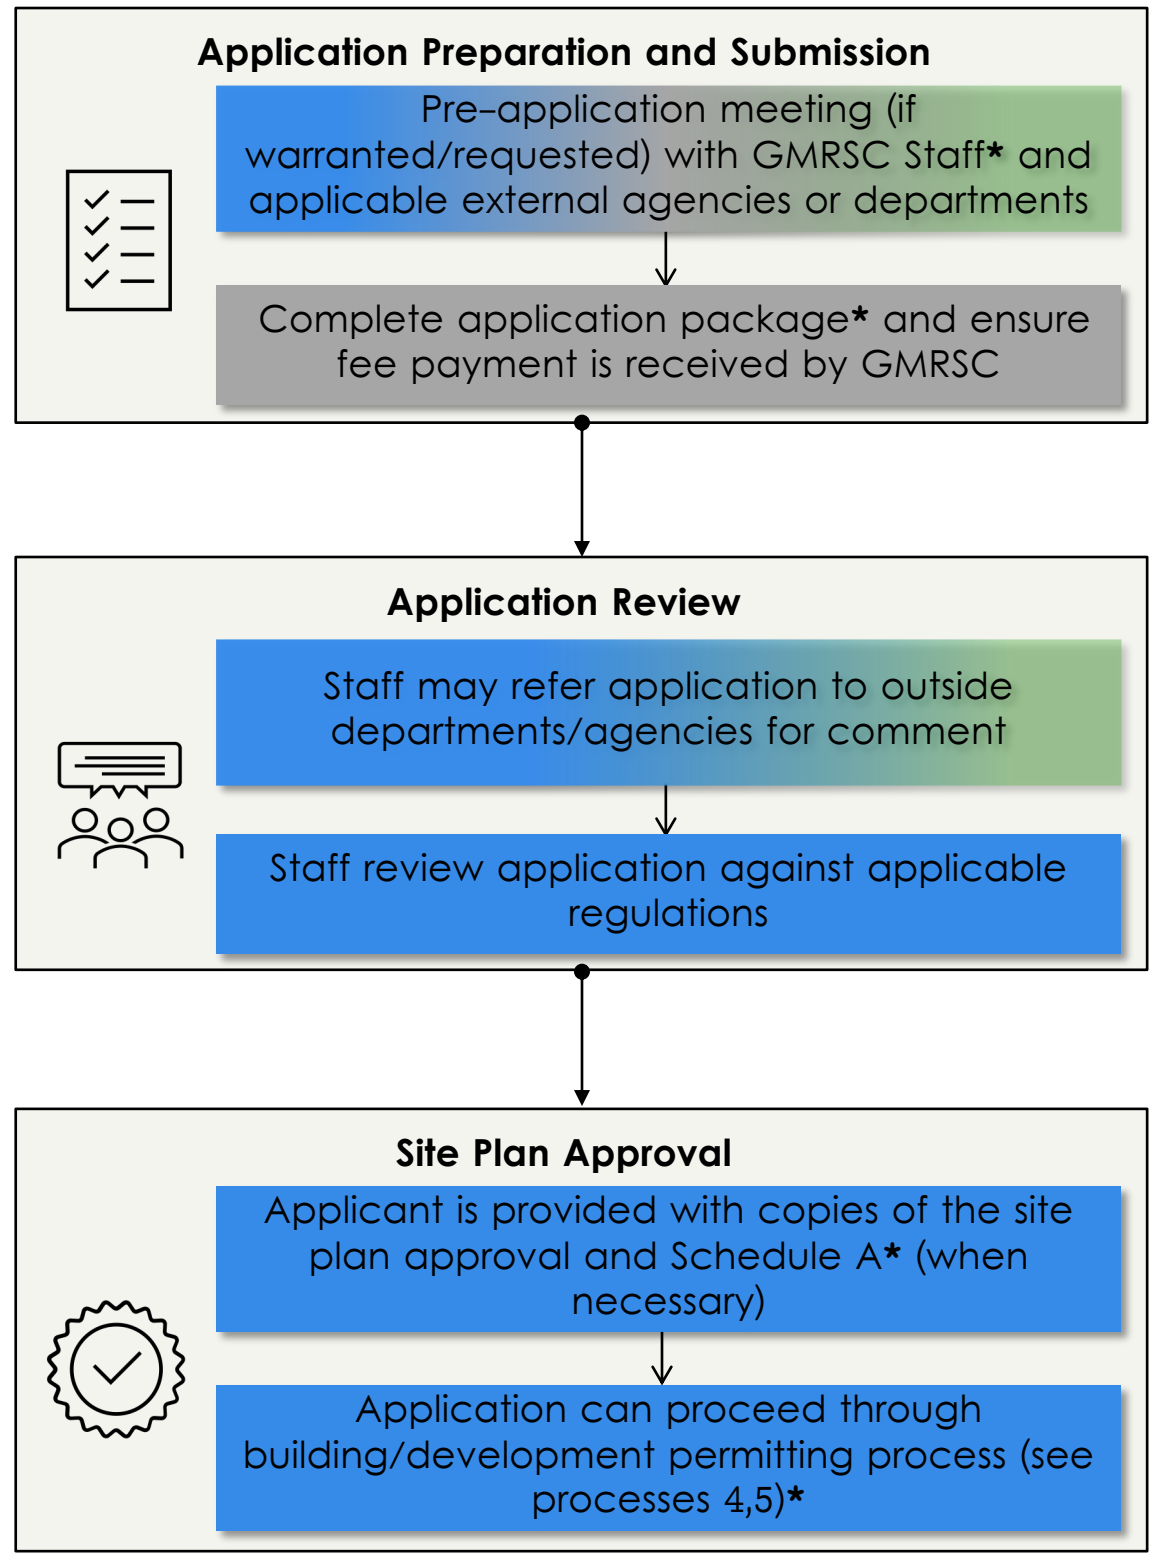 Application Preparation and Submission
Pre-application meeting (if
warranted/requested) with GMRSC Staff* and
applicable external agencies or departments
Complete application package* and ensure
fee payment is received by GMRSC
Application Review
Staff may refer application to outside
departments/agencies for comment
Staff review application against applicable
regulations
Site Plan Approval
Applicant is provided with copies of the site
plan approval and Schedule A* (when
necessary)
Application can proceed through
building/development permitting process (see
processes 4,5)*